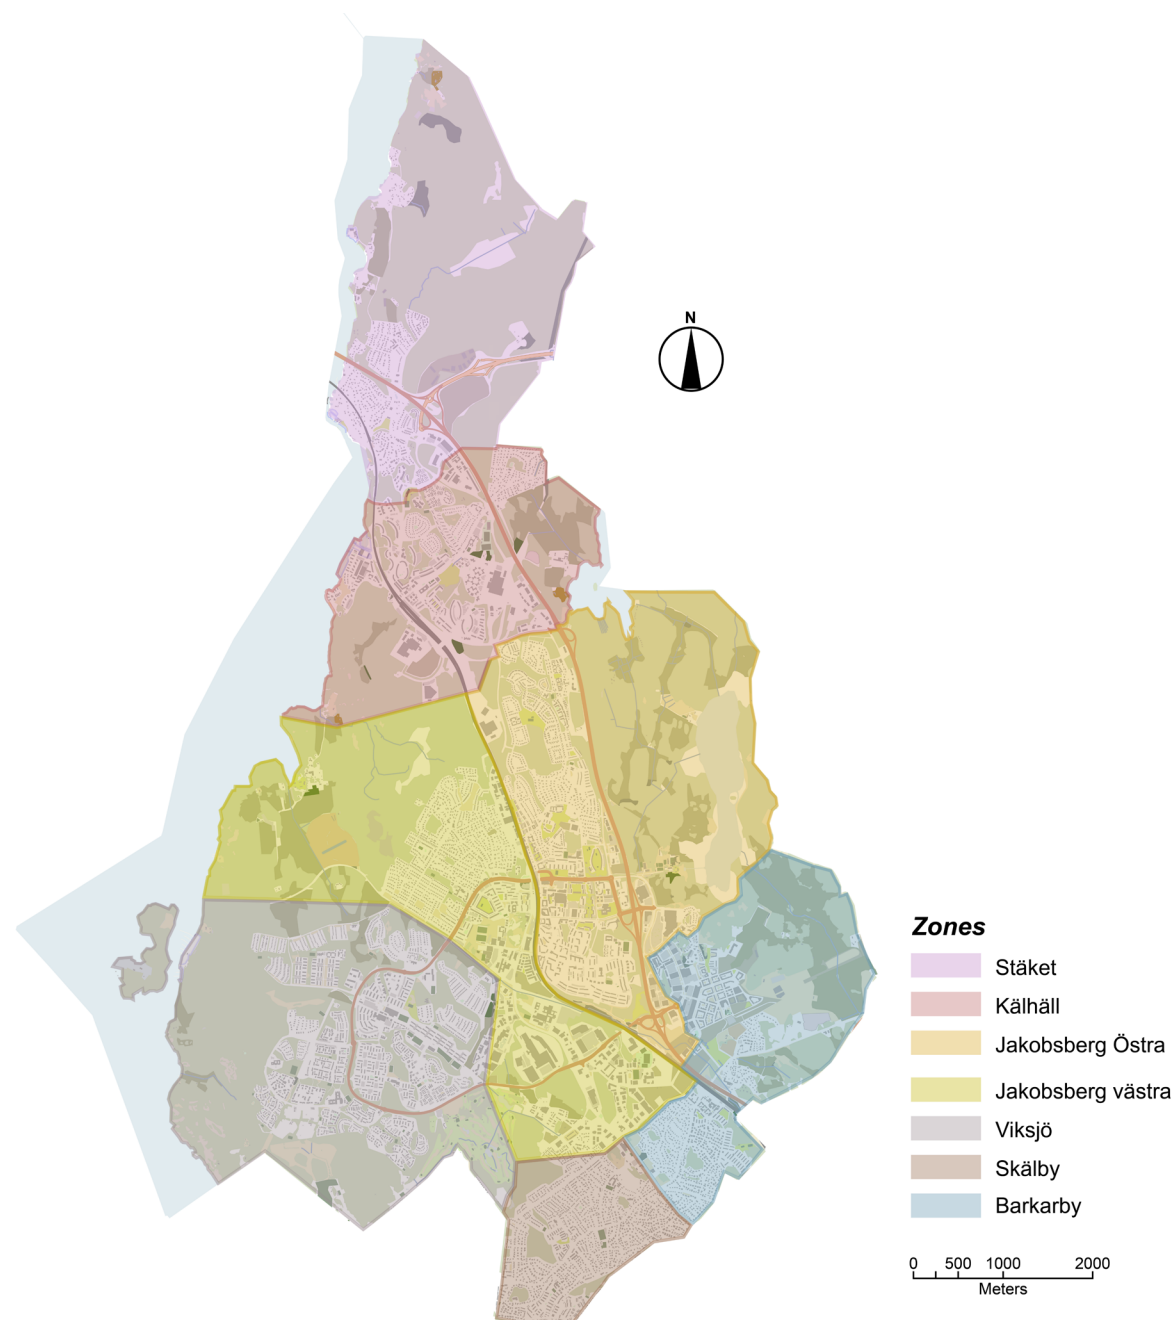 N
Zones
Stäket
Kälhäll
Jakobsberg Östra
Jakobsberg västra
Viksjö
Skälby
Barkarby
0 500 1000 2000
Meters